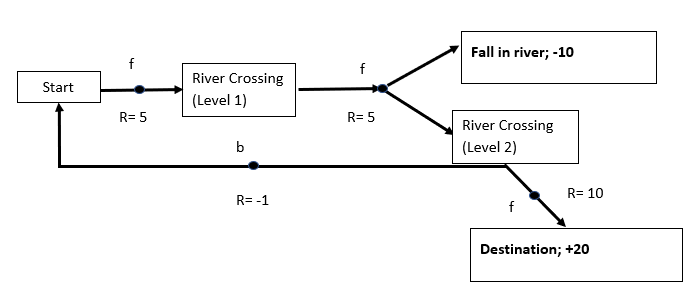 f
Start
River Crossing
(Level 1)
R= 5
f
R= 5
Fall in river; -10
River Crossing
(Level 2)
b
R= -1
f
R= 10
Destination; +20